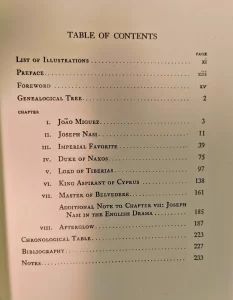 TABLE OF CONTENTS
PAGE
LIST OF ILLUSTRATIONS xi
PREFACE xiii
FOREWORD xv
GENEALOGICAL TREE 2
CHAPTER
I. JOÃO MIGUEZ 3
II. JOSEPH NASI 11
III. IMPERIAL FAVORITE 39
IV. DUKE OF NAXOS 75
V. LORD OF TIBERIAS 97
VI. KING ASPIRANT OF CYPRUS 138
VII. MASTER OF BELVEDERE 161
ADDITIONAL NOTE TO CHAPTER VII: JOSEPH
NASI IN THE ENGLISH DRAMA 185
VIII. AFTERGLOW 187
CHRONOLOGICAL TABLE 223
BIBLIOGRAPHY 227
NOTES 233